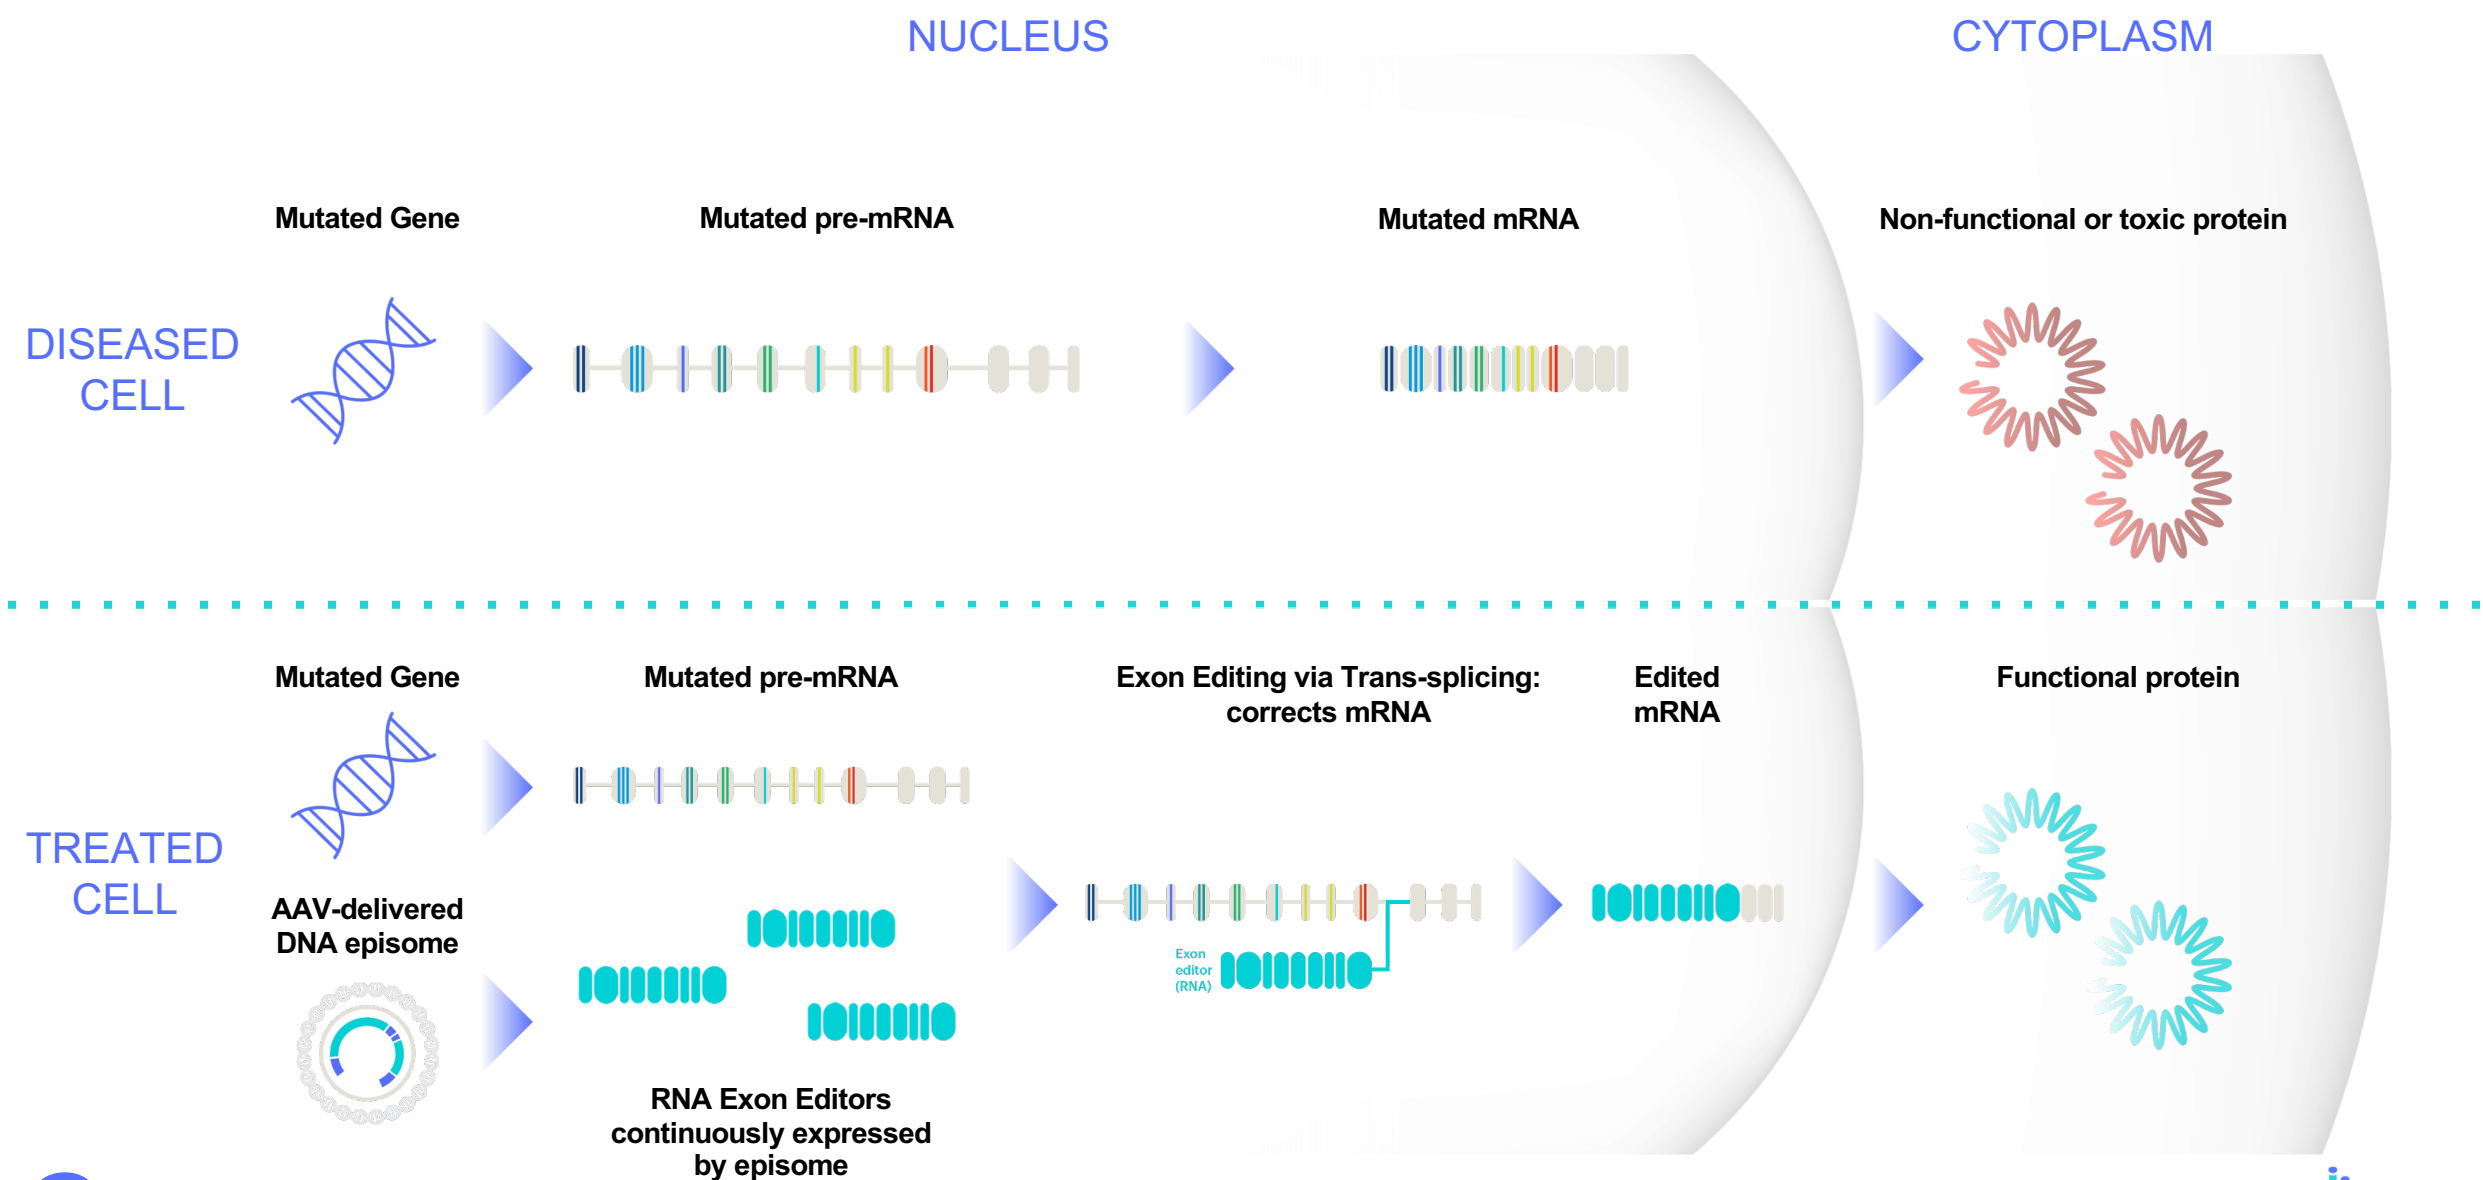 NUCLEUS
CYTOPLASM
Mutated Gene
Mutated pre-mRNA
Mutated mRNA
Non-functional or toxic protein
DISEASED
CELL
Mutated Gene
Mutated pre-mRNA
Exon Editing via Trans-splicing:
corrects mRNA
Edited
mRNA
Functional protein
TREATED
CELL
AAV-delivered
DNA episome
Exon
editor
(RNA)
RNA Exon Editors
continuously expressed
by episome